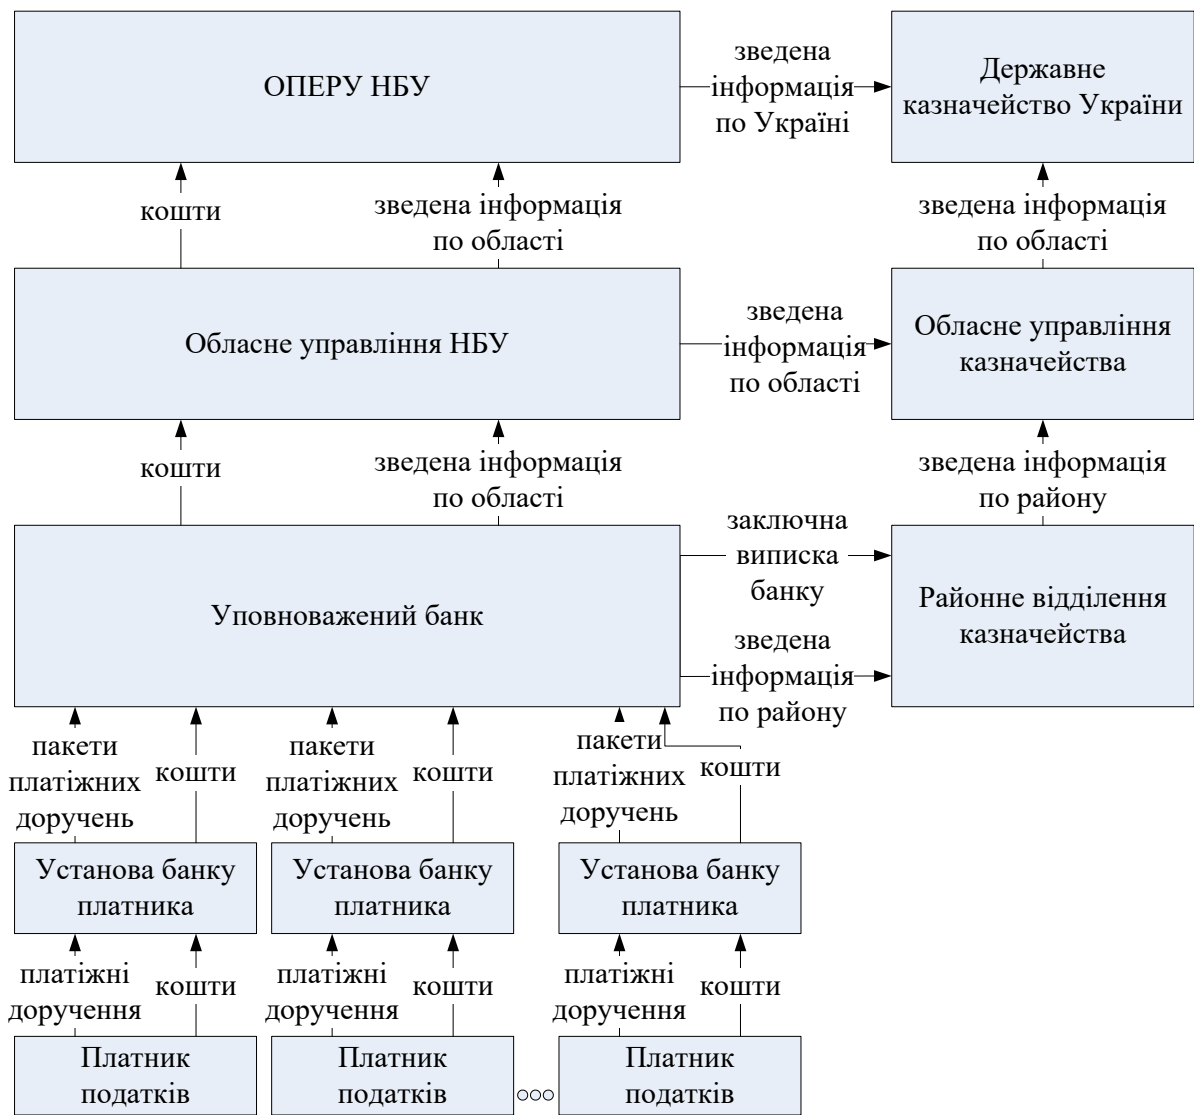 ОПЕРУ НБУ
зведена
інформація
по Україні
Державне
казначейство України
кошти
зведена інформація
по області
зведена інформація
по області
Обласне управління НБУ
зведена
інформація
по області
Обласне управління
казначейства
кошти
зведена інформація
по області
зведена інформація
по району
Уповноважений банк
заключна
виписка
банку
зведена
інформація
по району
Районне відділення
казначейства
пакети
платіжних
доручень
кошти
пакети
платіжних
доручень
кошти
пакети
платіжних
доручень
кошти
Установа банку
платника
Установа банку
платника
Установа банку
платника
платіжні
доручення
кошти
платіжні
доручення
кошти
платіжні
доручення
кошти
Платник
податків
Платник
податків
Платник
податків